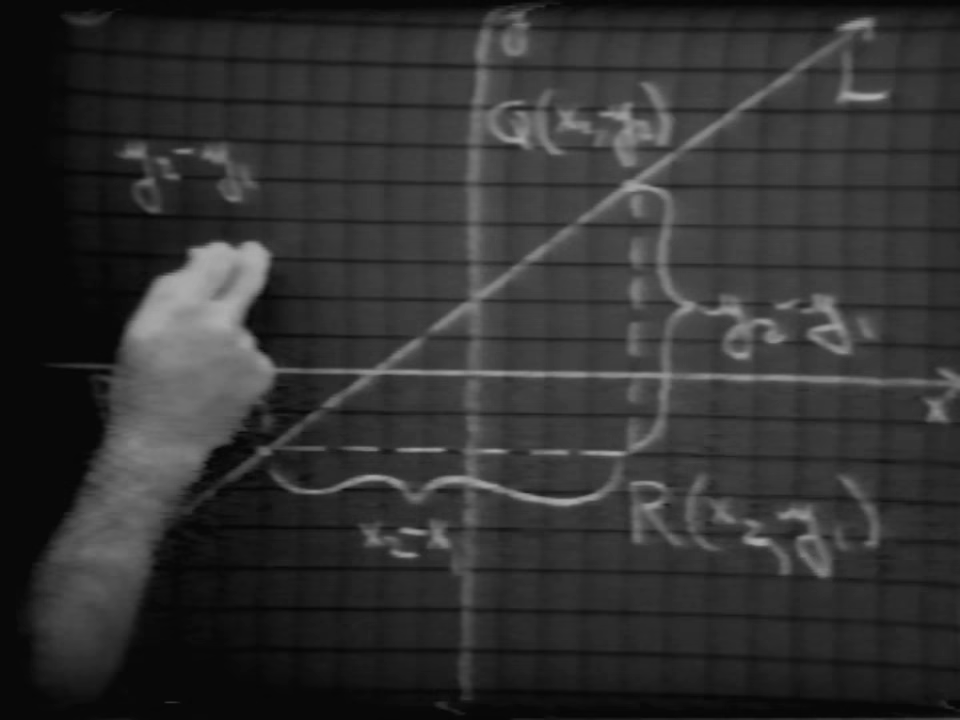 y
Q(x₂, y₂)
L
y₂-y₁
y₂-y₁
x
R(x₂, y₁)
x₂-x₁